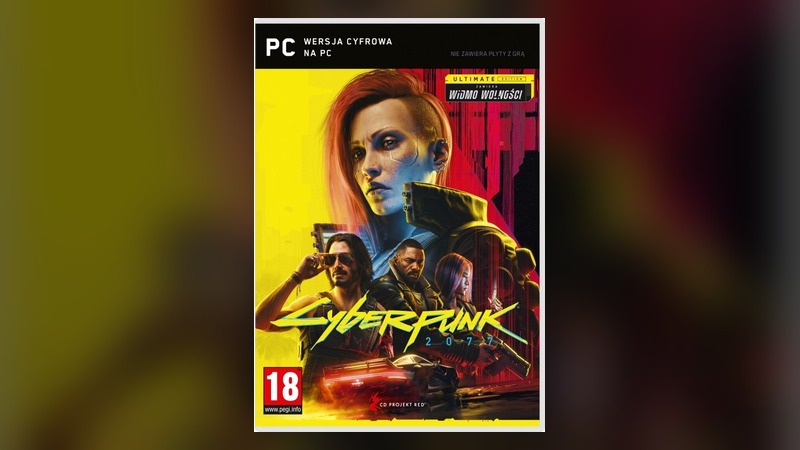 PC
WERSJA CYFROWA
NA PC
NIE ZAWIERA PŁYTY Z GRĄ
ULTIMATE EDITION
ZAWIERA
WIDMO WOLNOŚCI
CYBERPUNK
2077
18
www.pegi.info
CD PROJEKT RED